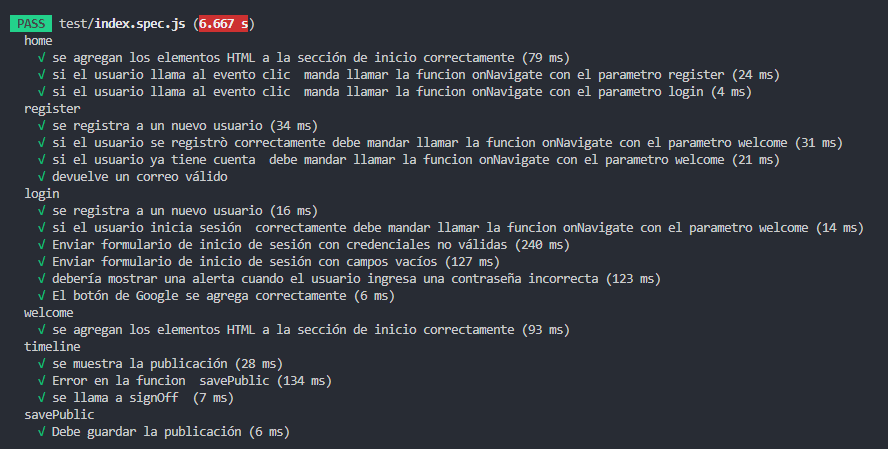 PASS test/index.spec.js (6.667 s)
home
√ se agregan los elementos HTML a la sección de inicio correctamente (79 ms)
√ si el usuario llama al evento clic  manda llamar la funcion onNavigate con el parametro register (24 ms)
√ si el usuario llama al evento clic  manda llamar la funcion onNavigate con el parametro login (4 ms)
register
√ se registra a un nuevo usuario (34 ms)
√ si el usuario se registrò correctamente debe mandar llamar la funcion onNavigate con el parametro welcome (31 ms)
√ si el usuario ya tiene cuenta  debe mandar llamar la funcion onNavigate con el parametro welcome (21 ms)
√ devuelve un correo válido
login
√ se registra a un nuevo usuario (16 ms)
√ si el usuario inicia sesión  correctamente debe mandar llamar la funcion onNavigate con el parametro welcome (14 ms)
√ Enviar formulario de inicio de sesión con credenciales no válidas (240 ms)
√ Enviar formulario de inicio de sesión con campos vacíos (127 ms)
√ debería mostrar una alerta cuando el usuario ingresa una contraseña incorrecta (123 ms)
√ El botón de Google se agrega correctamente (6 ms)
welcome
√ se agregan los elementos HTML a la sección de inicio correctamente (93 ms)
timeline
√ se muestra la publicación (28 ms)
√ Error en la funcion  savePublic (134 ms)
√ se llama a signOff  (7 ms)
savePublic
√ Debe guardar la publicación (6 ms)